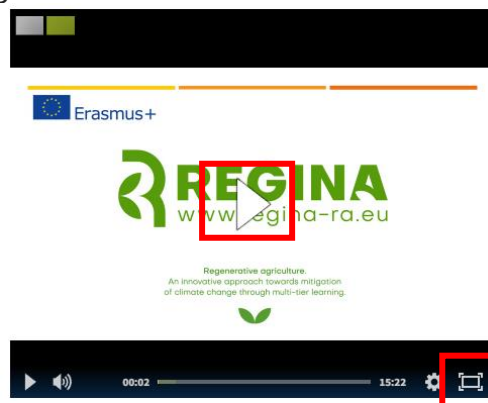 Erasmus+
REGINA
www.regina-ra.eu
Regenerative agriculture.
An innovative approach towards mitigation
of climate change through multi-tier learning.
00:02
15:22